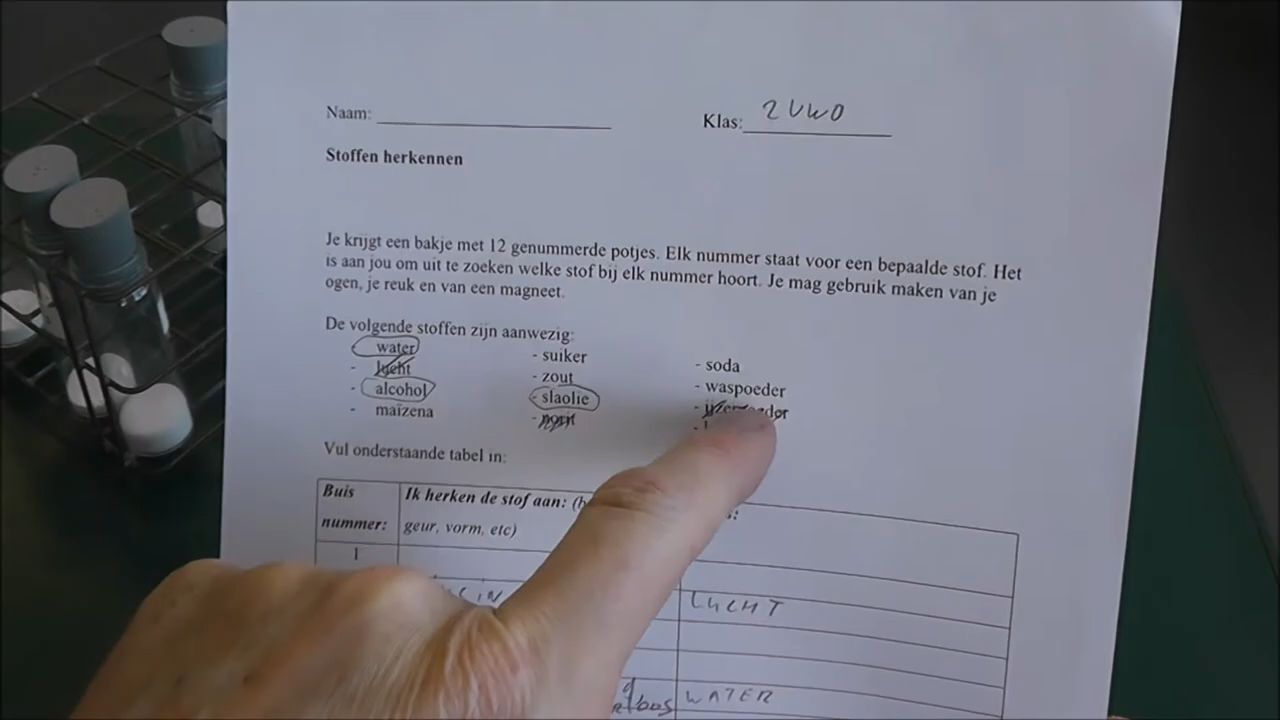 Naam: Klas: 2 VWO
Stoffen herkennen
Je krijgt een bakje met 12 genummerde potjes. Elk nummer staat voor een bepaalde stof. Het
is aan jou om uit te zoeken welke stof bij elk nummer hoort. Je mag gebruik maken van je
ogen, je reuk en van een magneet.
De volgende stoffen zijn aanwezig:
water - suiker - soda
- lucht - zout - waspoeder
- alcohol - slaolie
- maïzena - norit
Vul onderstaande tabel in:
Buis Ik herken de stof aan:
nummer: geur, vorm, etc)
1
LUCHT
WATER